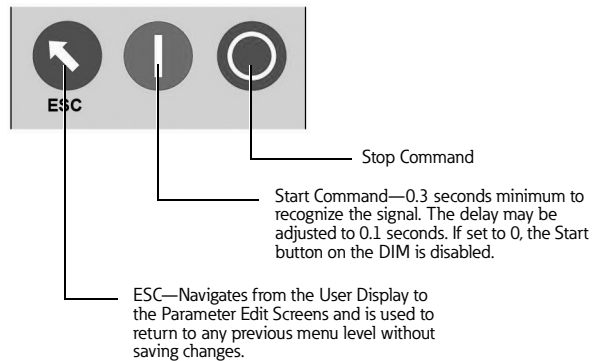 ESC
Stop Command
Start Command—0.3 seconds minimum to
recognize the signal. The delay may be
adjusted to 0.1 seconds. If set to 0, the Start
button on the DIM is disabled.
ESC—Navigates from the User Display to
the Parameter Edit Screens and is used to
return to any previous menu level without
saving changes.